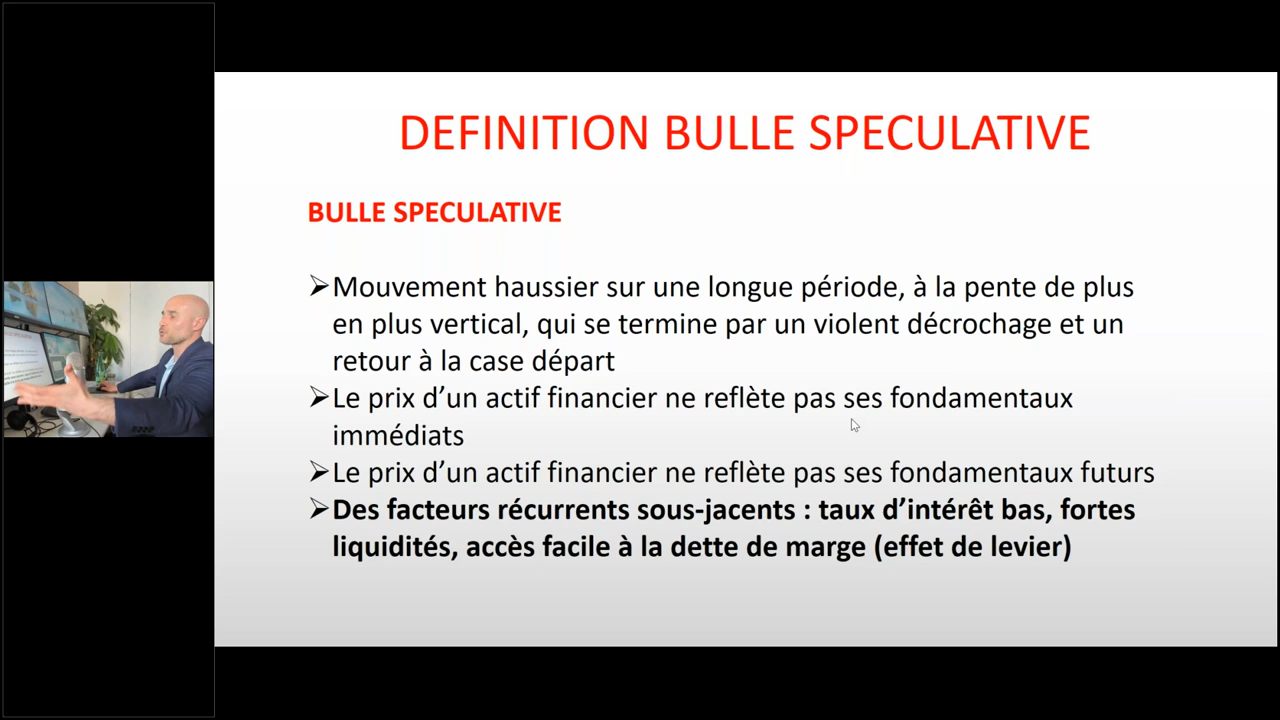 DEFINITION BULLE SPECULATIVE
BULLE SPECULATIVE
➢Mouvement haussier sur une longue période, à la pente de plus
en plus vertical, qui se termine par un violent décrochage et un
retour à la case départ
➢Le prix d’un actif financier ne reflète pas ses fondamentaux
immédiats
➢Le prix d’un actif financier ne reflète pas ses fondamentaux futurs
➢Des facteurs récurrents sous-jacents : taux d’intérêt bas, fortes
liquidités, accès facile à la dette de marge (effet de levier)